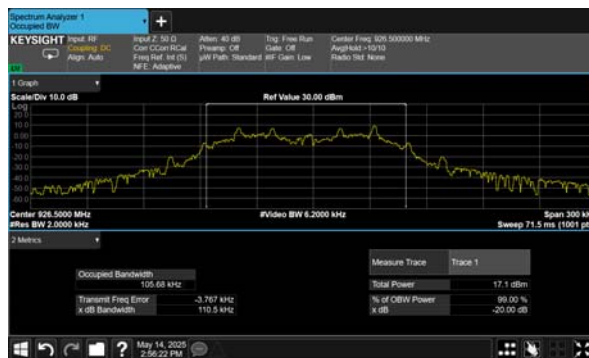 Spectrum Analyzer 1
Occupied BW
KEYSIGHT
Input: RF
Coupling: DC
Align: Auto
Input Z: 50 Ω
Corr CCorr RCal
Freq Ref: Int (S)
NFE: Adaptive
Atten: 40 dB
Preamp: Off
µW Path: Standard
Trig: Free Run
Gate: Off
#IF Gain: Low
Center Freq: 926.500000 MHz
Avg|Hold:>10/10
Radio Std: None
1 Graph
Scale/Div 10.0 dB
Ref Value 30.00 dBm
Log
20.0
10.0
0.00
-10.0
-20.0
-30.0
-40.0
-50.0
-60.0
Center 926.5000 MHz
#Video BW 6.2000 kHz
Span 300 kH
#Res BW 2.0000 kHz
Sweep 71.5 ms (1001 pt
2 Metrics
Measure Trace
Trace 1
Occupied Bandwidth
105.68 kHz
Total Power
17.1 dBm
Transmit Freq Error
-3.767 kHz
% of OBW Power
99.00 %
x dB Bandwidth
110.5 kHz
x dB
-20.00 dB
?
May 14, 2025
2:56:22 PM